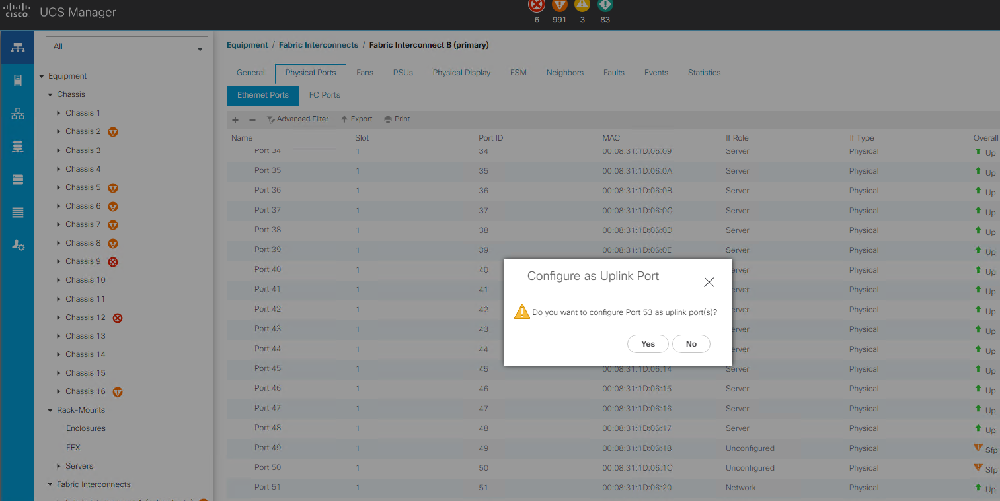 cisco UCS Manager
6 991 3 83
All
Equipment / Fabric Interconnects / Fabric Interconnect B (primary)
General Physical Ports Fans PSUs Physical Display FSM Neighbors Faults Events Statistics
Ethernet Ports FC Ports
+ − Advanced Filter Export Print
Name Slot Port ID MAC If Role If Type Overall
Equipment
Chassis
Chassis 1
Chassis 2
Chassis 3
Chassis 4
Chassis 5
Chassis 6
Chassis 7
Chassis 8
Chassis 9
Chassis 10
Chassis 11
Chassis 12
Chassis 13
Chassis 14
Chassis 15
Chassis 16
Rack-Mounts
Enclosures
FEX
Servers
Fabric Interconnects
Port 34 1 34 00:08:31:1D:06:09 Server Physical Up
Port 35 1 35 00:08:31:1D:06:0A Server Physical Up
Port 36 1 36 00:08:31:1D:06:0B Server Physical Up
Port 37 1 37 00:08:31:1D:06:0C Server Physical Up
Port 38 1 38 00:08:31:1D:06:0D Server Physical Up
Port 39 1 39 00:08:31:1D:06:0E Server Physical Up
Port 40 1 40 erver Physical Up
Port 41 1 41 erver Physical Up
Port 42 1 42 erver Physical Up
Port 43 1 43 erver Physical Up
Port 44 1 44 erver Physical Up
Port 45 1 45 00:08:31:1D:06:14 Server Physical Up
Port 46 1 46 00:08:31:1D:06:15 Server Physical Up
Port 47 1 47 00:08:31:1D:06:16 Server Physical Up
Port 48 1 48 00:08:31:1D:06:17 Server Physical Up
Port 49 1 49 00:08:31:1D:06:18 Unconfigured Physical Sfp
Port 50 1 50 00:08:31:1D:06:1C Unconfigured Physical Sfp
Port 51 1 51 00:08:31:1D:06:20 Network Physical Up
Configure as Uplink Port
Do you want to configure Port 53 as uplink port(s)?
Yes No